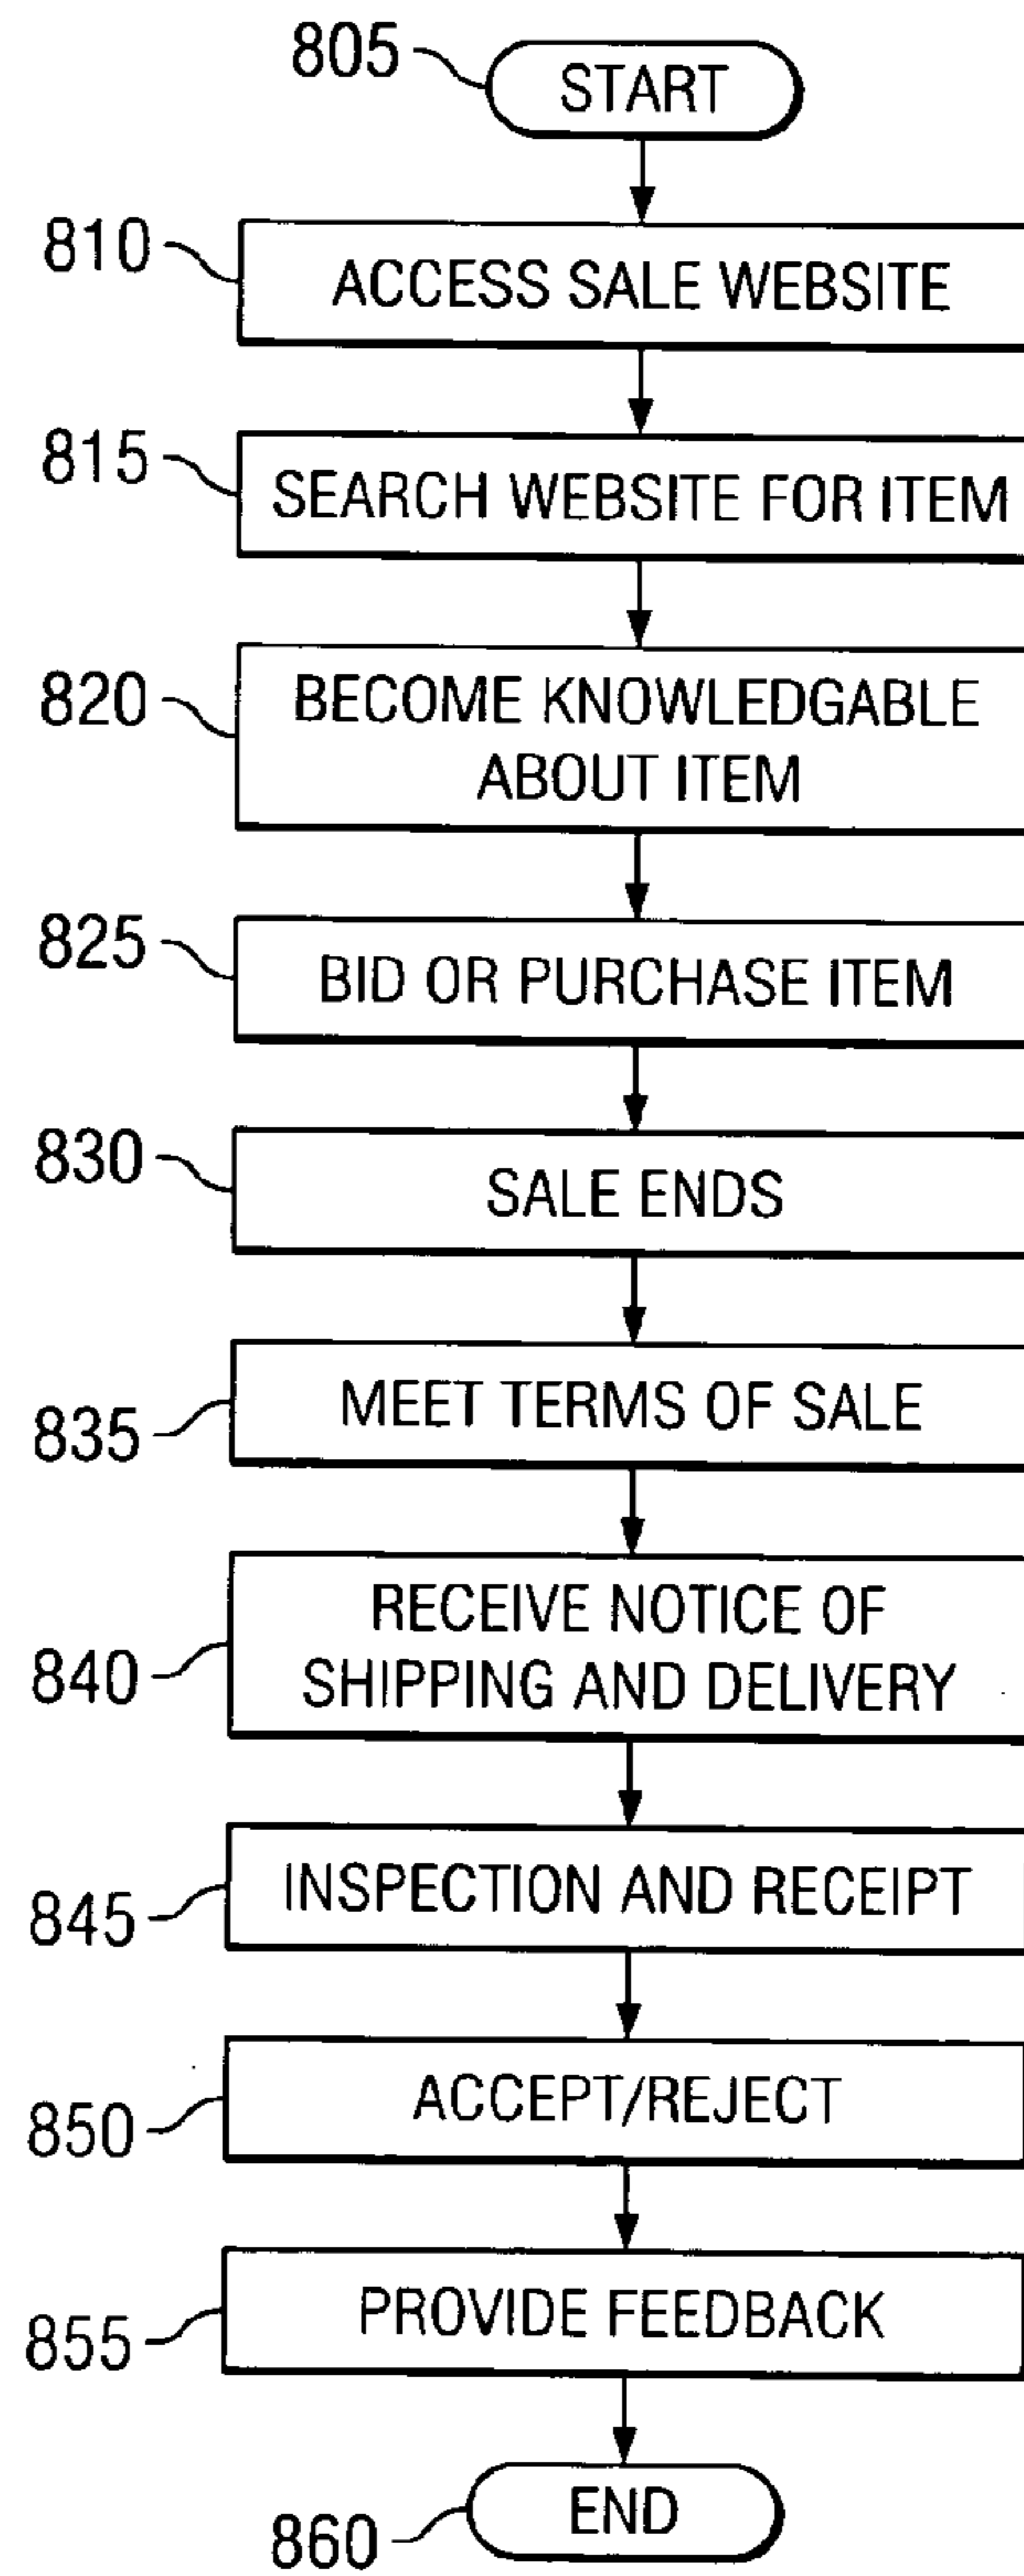 805
START
810
ACCESS SALE WEBSITE
815
SEARCH WEBSITE FOR ITEM
820
BECOME KNOWLEDGABLE
ABOUT ITEM
825
BID OR PURCHASE ITEM
830
SALE ENDS
835
MEET TERMS OF SALE
840
RECEIVE NOTICE OF
SHIPPING AND DELIVERY
845
INSPECTION AND RECEIPT
850
ACCEPT/REJECT
855
PROVIDE FEEDBACK
860
END